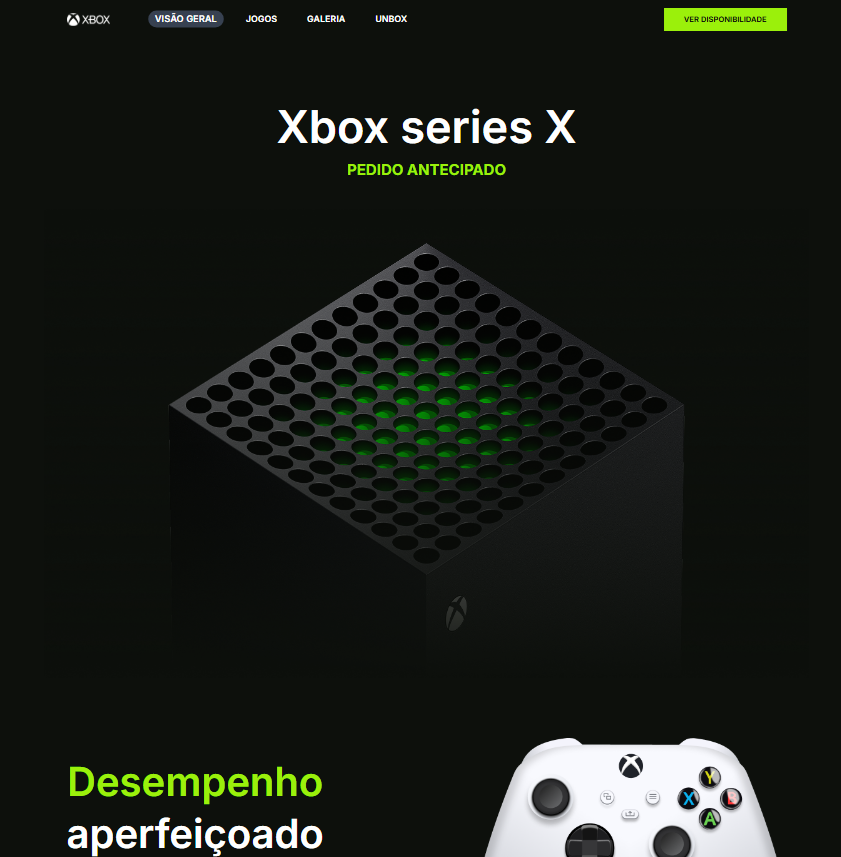 XBOX
VISÃO GERAL
JOGOS
GALERIA
UNBOX
VER DISPONIBILIDADE
Xbox series X
PEDIDO ANTECIPADO
Desempenho
aperfeiçoado
Y
X
B
A